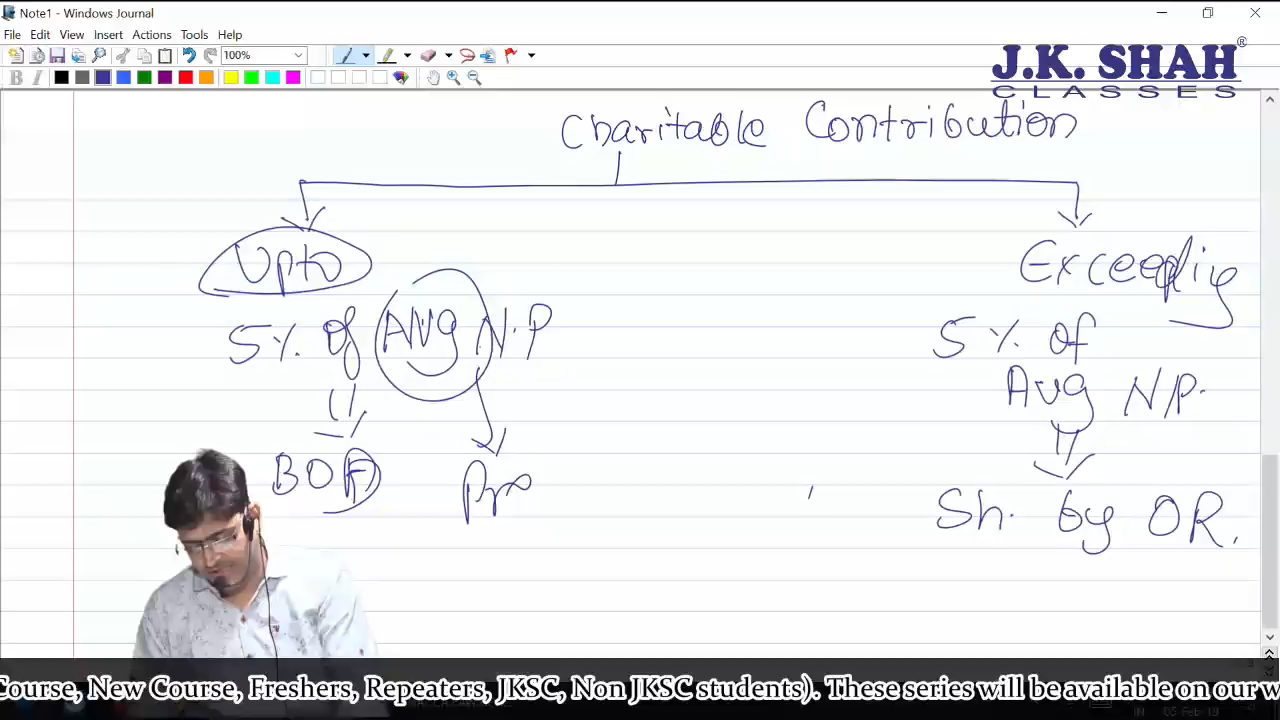 Note1 - Windows Journal
File Edit View Insert Actions Tools Help
100%
J.K. SHAH®
CLASSES
Charitable Contribution
Upto
5% of AVG N.P
BOF
Pre
Exceeding
5% of
Avg N.P.
Sh. by OR.
Course, New Course, Freshers, Repeaters, JKSC, Non JKSC students). These series will be available on our w